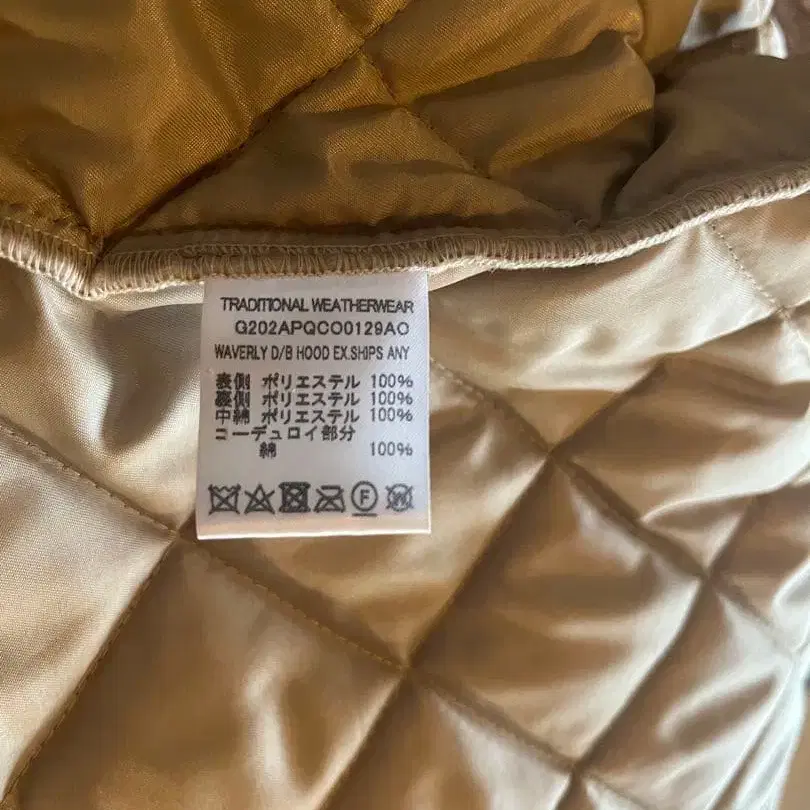 TRADITIONAL WEATHERWEAR
G202APQCO0129AO
WAVERLY D/B HOOD EX.SHIPS ANY
表側 ポリエステル 100%
裏側 ポリエステル 100%
中綿 ポリエステル 100%
コーデュロイ部分
綿 100%
F
W